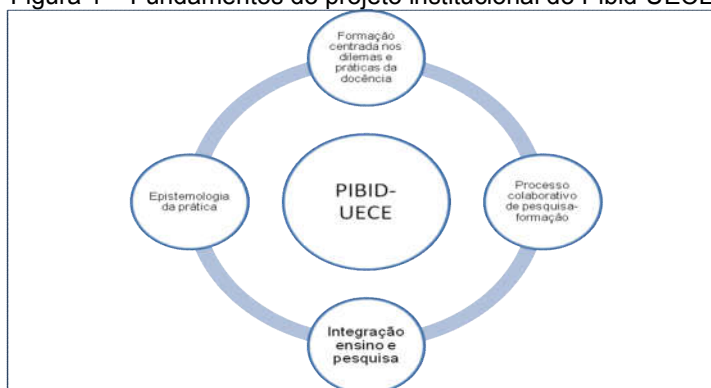 Figura 1 – Fundamentos do projeto institucional do Pibid-UECE
Formação
centrada nos
dilemas e
práticas da
docência
Epistemologia
da prática
PIBID-
UECE
Processo
colaborativo
de pesquisa-
formação
Integração
ensino e
pesquisa